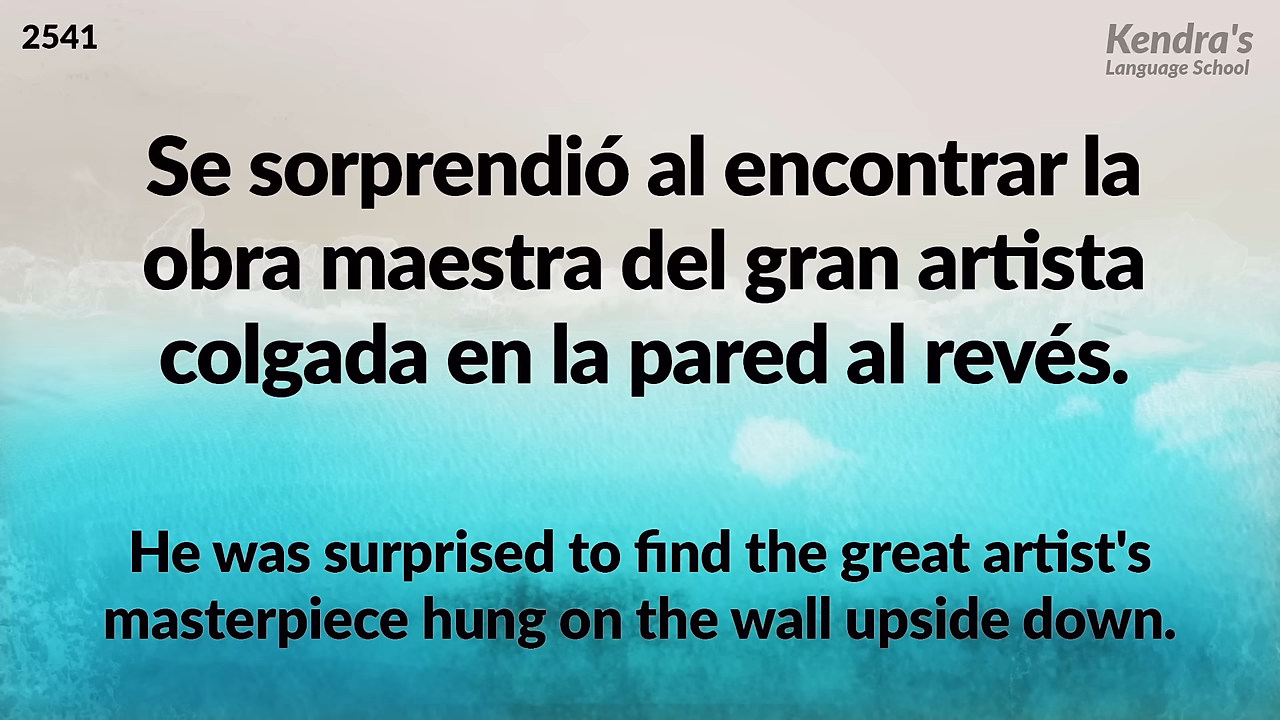 2541
Kendra's
Language School
Se sorprendió al encontrar la
obra maestra del gran artista
colgada en la pared al revés.
He was surprised to find the great artist's
masterpiece hung on the wall upside down.